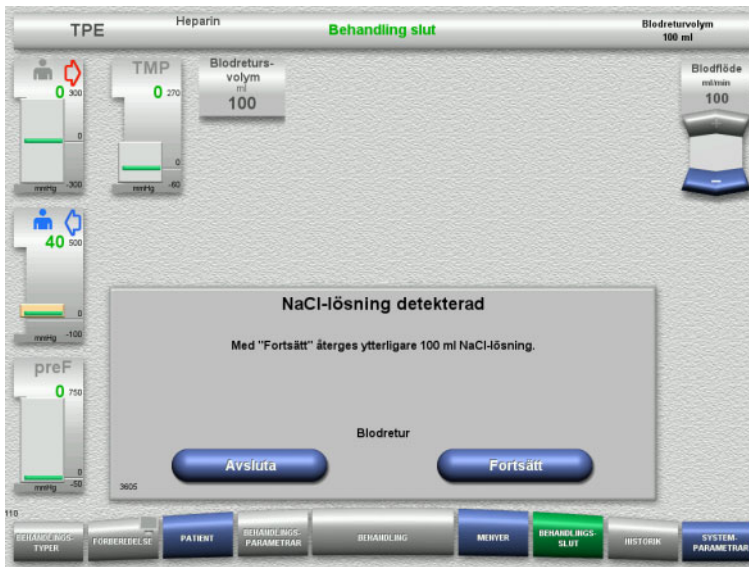 TPE
Heparin
Behandling slut
Blodreturvolym
100 ml
0
300
0
-300
mmHg
TMP
0
270
0
-60
mmHg
Blodreturs-
volym
ml
100
Blodflöde
ml/min
100
40
500
0
-100
mmHg
preF
0
750
0
-50
mmHg
NaCl-lösning detekterad
Med "Fortsätt" återges ytterligare 100 ml NaCl-lösning.
Blodretur
Avsluta
Fortsätt
3605
110
BEHANDLINGS-
TYPER
FÖRBEREDELSE
PATIENT
BEHANDLINGS-
PARAMETRAR
BEHANDLING
MENYER
BEHANDLINGS-
SLUT
HISTORIK
SYSTEM-
PARAMETRAR